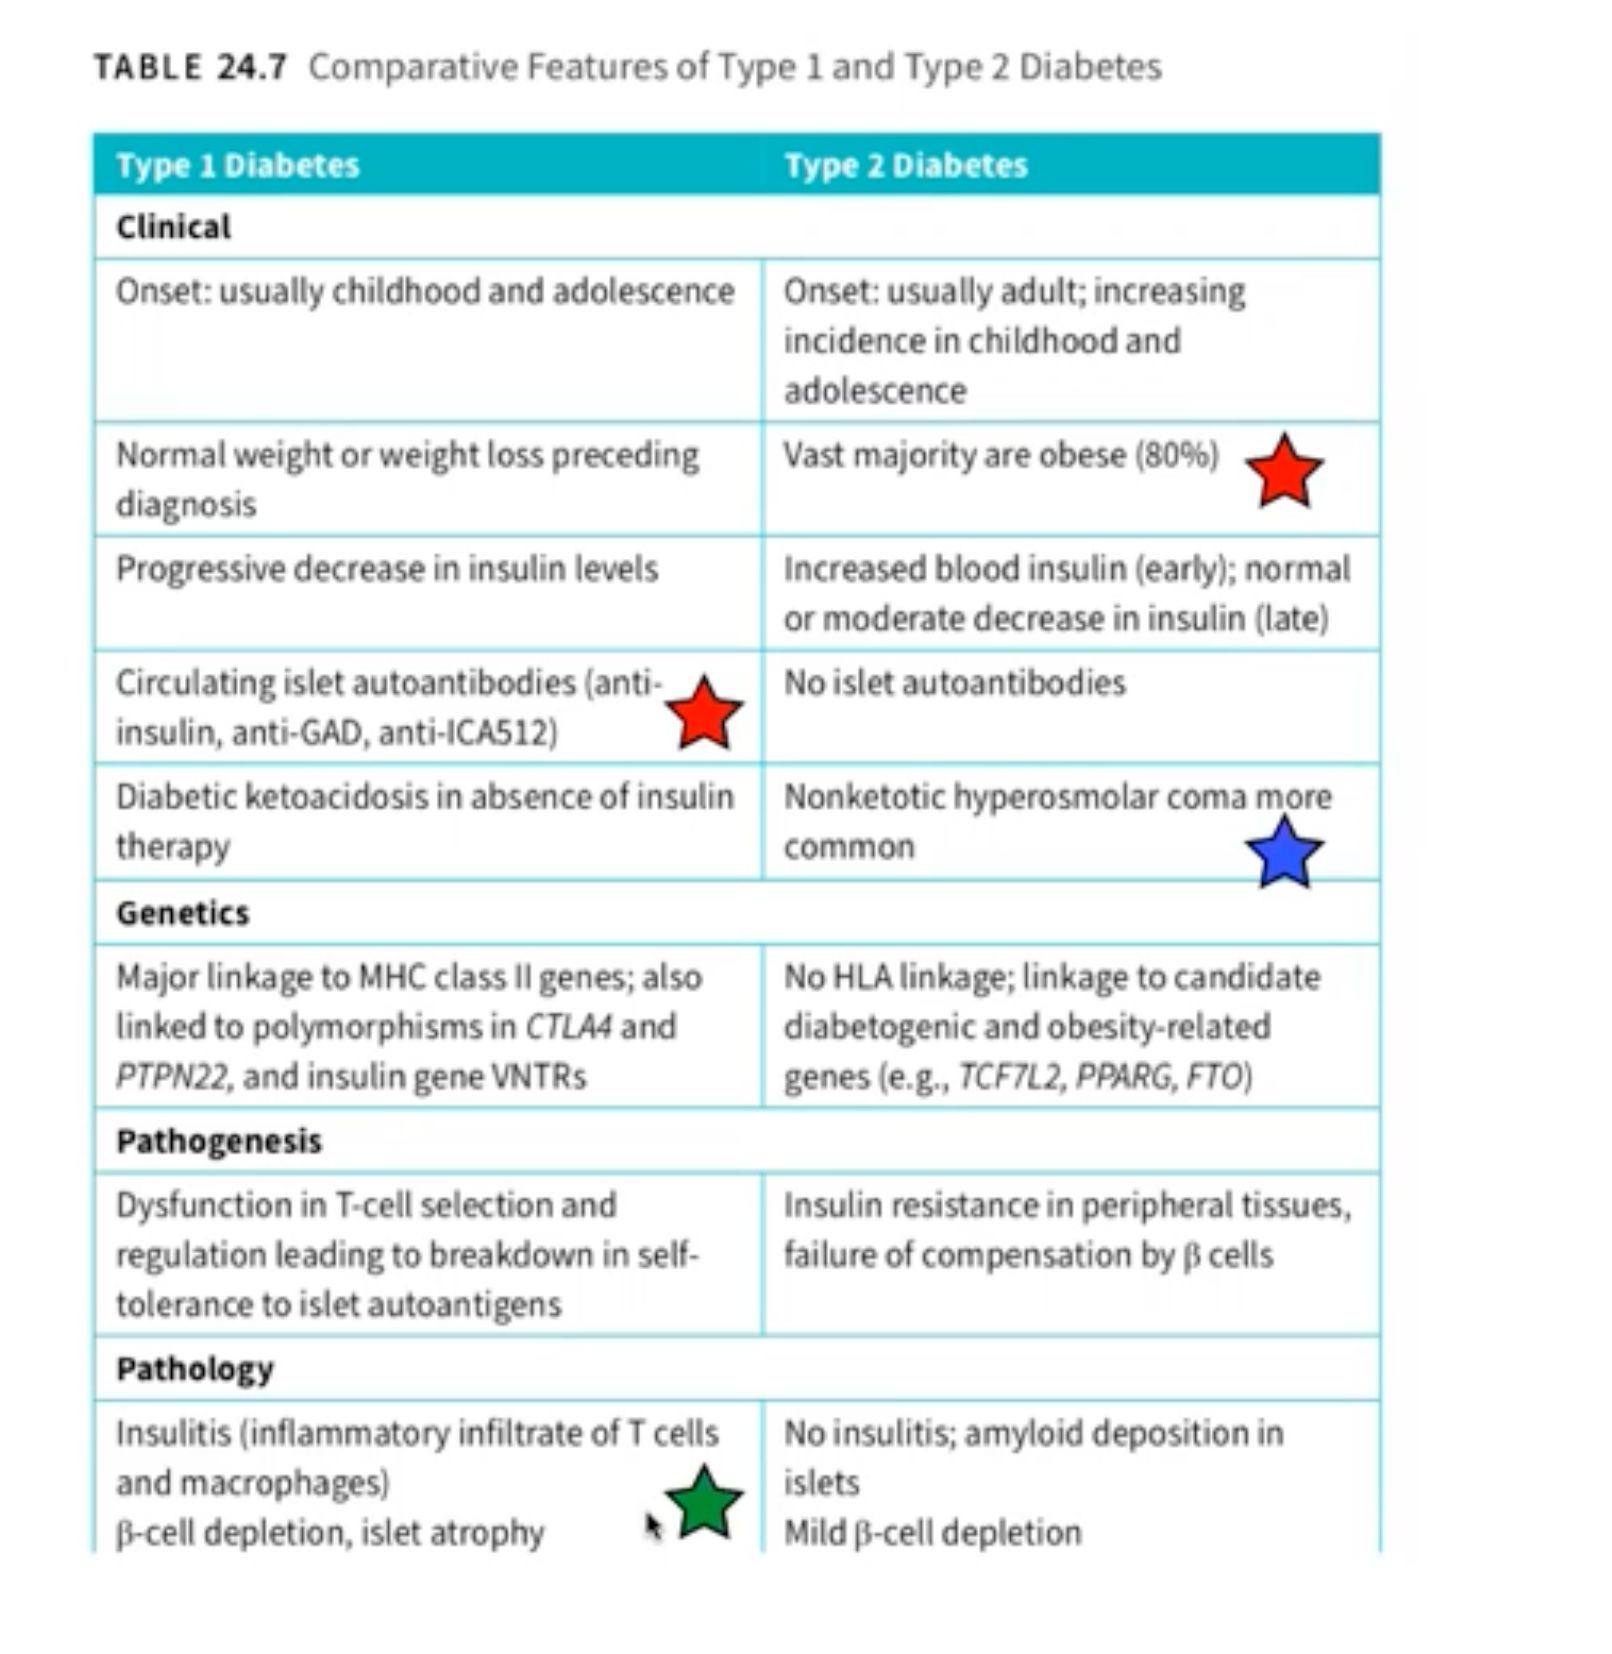 TABLE 24.7 Comparative Features of Type 1 and Type 2 Diabetes
Type 1 Diabetes
Type 2 Diabetes
Clinical
Onset: usually childhood and adolescence
Onset: usually adult; increasing
incidence in childhood and
adolescence
Normal weight or weight loss preceding
diagnosis
Vast majority are obese (80%)
Progressive decrease in insulin levels
Increased blood insulin (early); normal
or moderate decrease in insulin (late)
Circulating islet autoantibodies (anti-
insulin, anti-GAD, anti-ICA512)
No islet autoantibodies
Diabetic ketoacidosis in absence of insulin
therapy
Nonketotic hyperosmolar coma more
common
Genetics
Major linkage to MHC class II genes; also
linked to polymorphisms in CTLA4 and
PTPN22, and insulin gene VNTRs
No HLA linkage; linkage to candidate
diabetogenic and obesity-related
genes (e.g., TCF7L2, PPARG, FTO)
Pathogenesis
Dysfunction in T-cell selection and
regulation leading to breakdown in self-
tolerance to islet autoantigens
Insulin resistance in peripheral tissues,
failure of compensation by β cells
Pathology
Insulitis (inflammatory infiltrate of T cells
and macrophages)
β-cell depletion, islet atrophy
No insulitis; amyloid deposition in
islets
Mild β-cell depletion